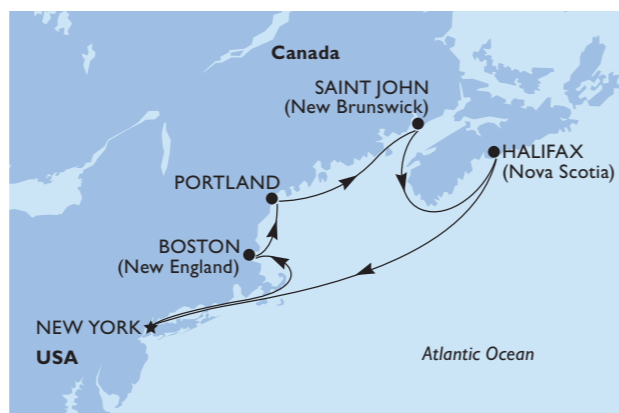 Canada
SAINT JOHN
(New Brunswick)
HALIFAX
(Nova Scotia)
PORTLAND
BOSTON
(New England)
NEW YORK
USA
Atlantic Ocean